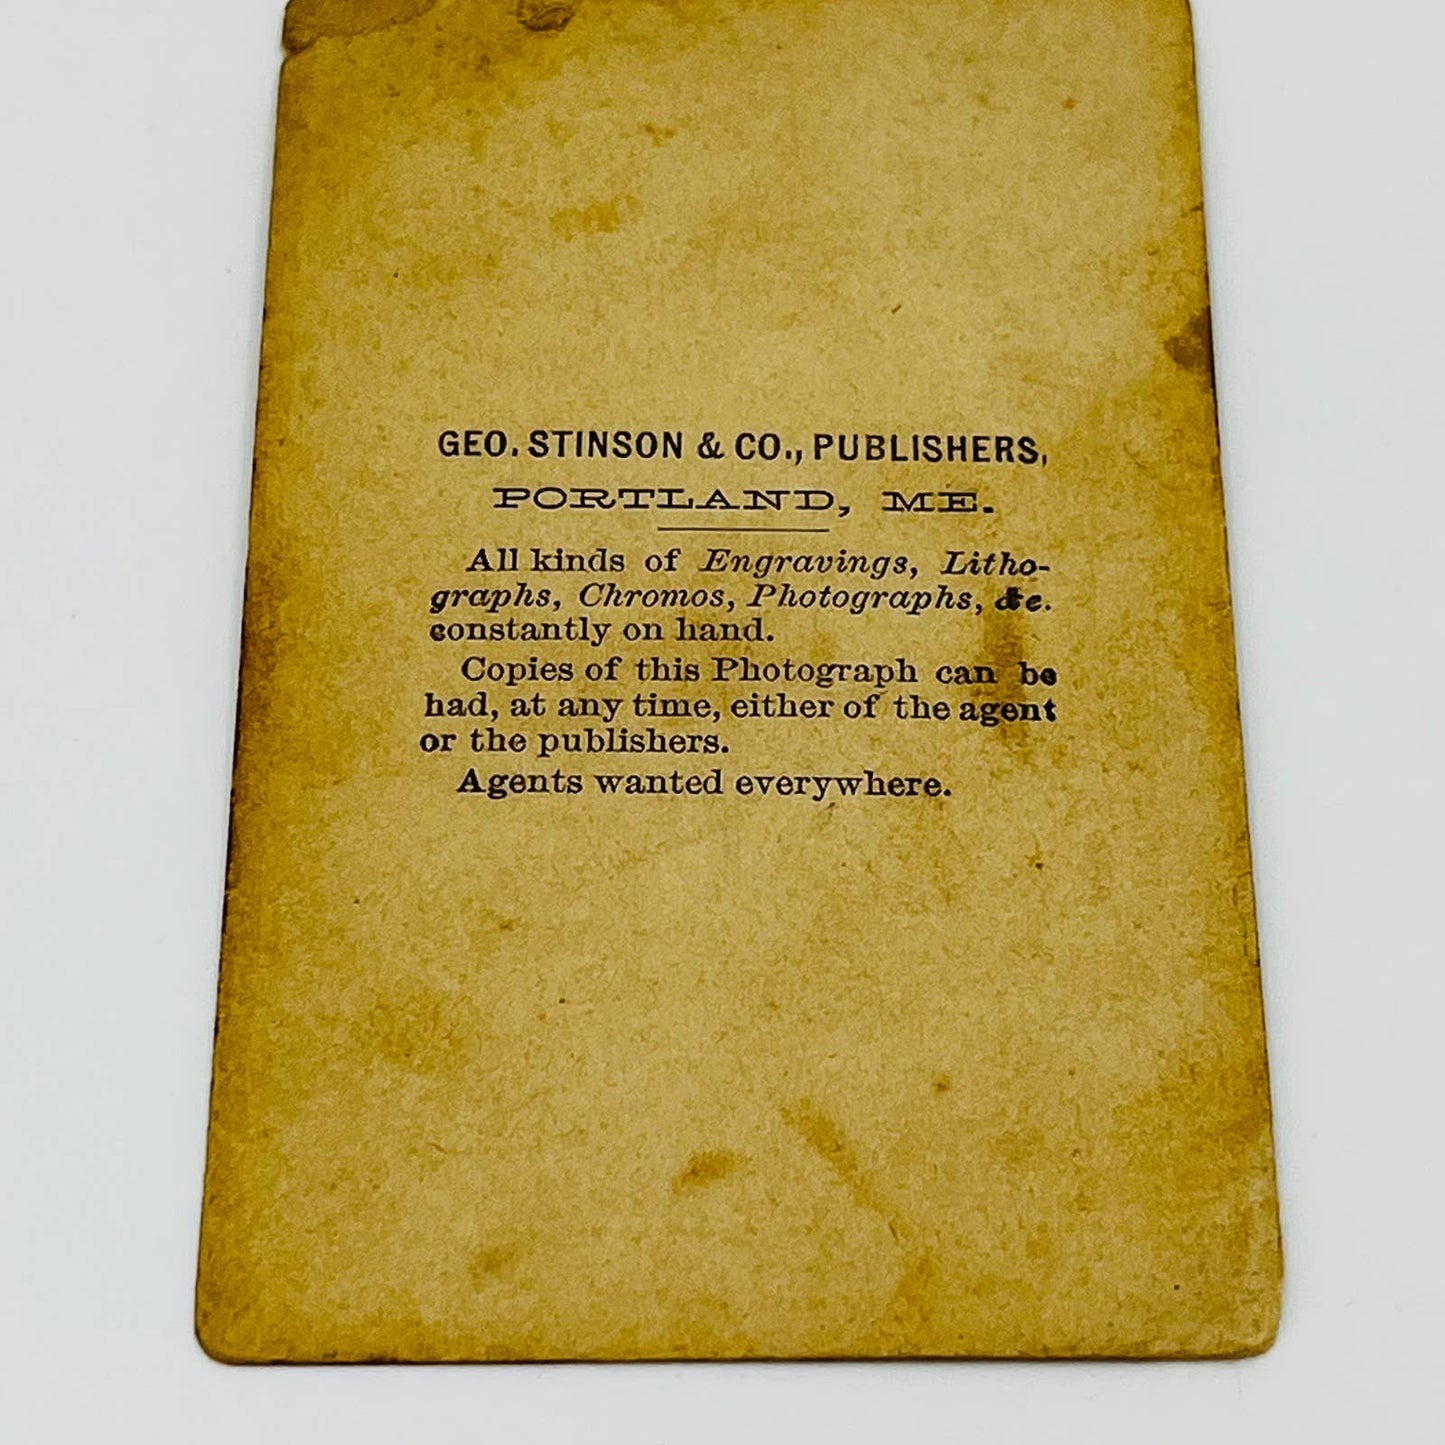 GEO. STINSON & CO., PUBLISHERS,
PORTLAND, ME.
All kinds of Engravings, Litho-
graphs, Chromos, Photographs, &c.
constantly on hand.
Copies of this Photograph can be
had, at any time, either of the agent
or the publishers.
Agents wanted everywhere.